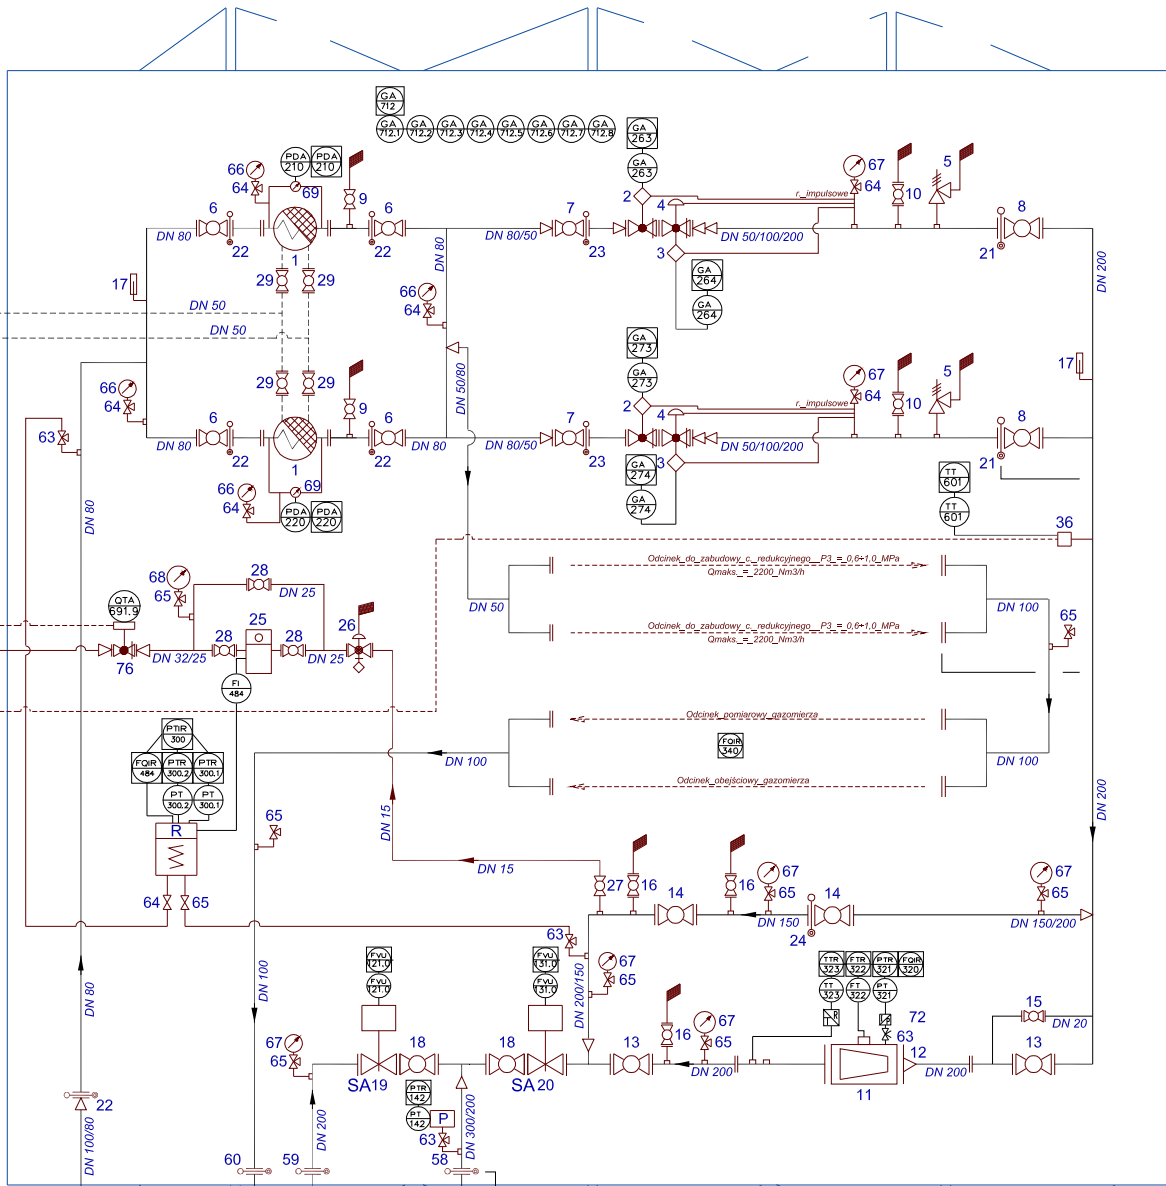 GA
712
GA
712.1
GA
712.2
GA
712.3
GA
712.4
GA
712.5
GA
712.6
GA
712.7
GA
712.8
GA
263
GA
263
66
64
PDA
210
PDA
210
69
9
2
4
r._impulsowe
67
64
10
5
6
6
7
8
DN 80
22
1
22
DN 80
DN 80/50
23
3
DN 50/100/200
21
DN 200
17
29
29
DN 50
DN 50
66
64
GA
264
GA
264
GA
273
GA
273
DN 50/80
66
64
29
29
9
2
4
r._impulsowe
67
64
10
5
17
63
6
6
7
8
DN 80
22
1
22
DN 80
DN 80/50
23
3
DN 50/100/200
21
GA
274
GA
274
66
64
69
PDA
220
PDA
220
TT
601
TT
601
36
DN 80
Odcinek_do_zabudowy_c._redukcyjnego__P3_=_0,6÷1,0_MPa
Qmaks._=_2200_Nm3/h
68
65
28
DN 25
QTA
691.9
25
28
28
26
76
DN 32/25
DN 25
DN 50
DN 100
Odcinek_do_zabudowy_c._redukcyjnego__P3_=_0,6÷1,0_MPa
Qmaks._=_2200_Nm3/h
65
FI
484
PTIR
300
FQIR
484
PTR
300.2
PTR
300.1
PT
300.2
PT
300.1
R
64
65
Odcinek_pomiarowy_gazomierza
FQIR
340
DN 100
DN 100
Odcinek_obejściowy_gazomierza
65
DN 15
DN 15
DN 200
27
16
14
16
67
65
14
67
65
DN 150
24
DN 150/200
63
67
65
DN 200/150
FVU
121.0
FVU
121.0
FVU
131.0
FVU
131.0
TTR
323
FTR
322
PTR
321
FQIR
320
TT
323
FT
322
PT
321
R
72
63
15
DN 20
DN 80
DN 100
67
65
18
18
SA19
SA20
13
16
67
65
DN 200
11
12
DN 200
13
PTR
142
PT
142
P
63
22
DN 100/80
DN 200
DN 300/200
60
59
58